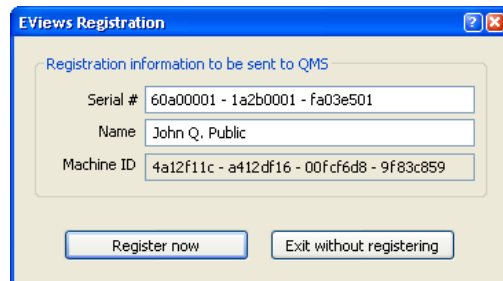 EViews Registration
Registration information to be sent to QMS
Serial # 60a00001 - 1a2b0001 - fa03e501
Name John Q. Public
Machine ID 4a12f11c - a412df16 - 00fcf6d8 - 9f83c859
Register now Exit without registering